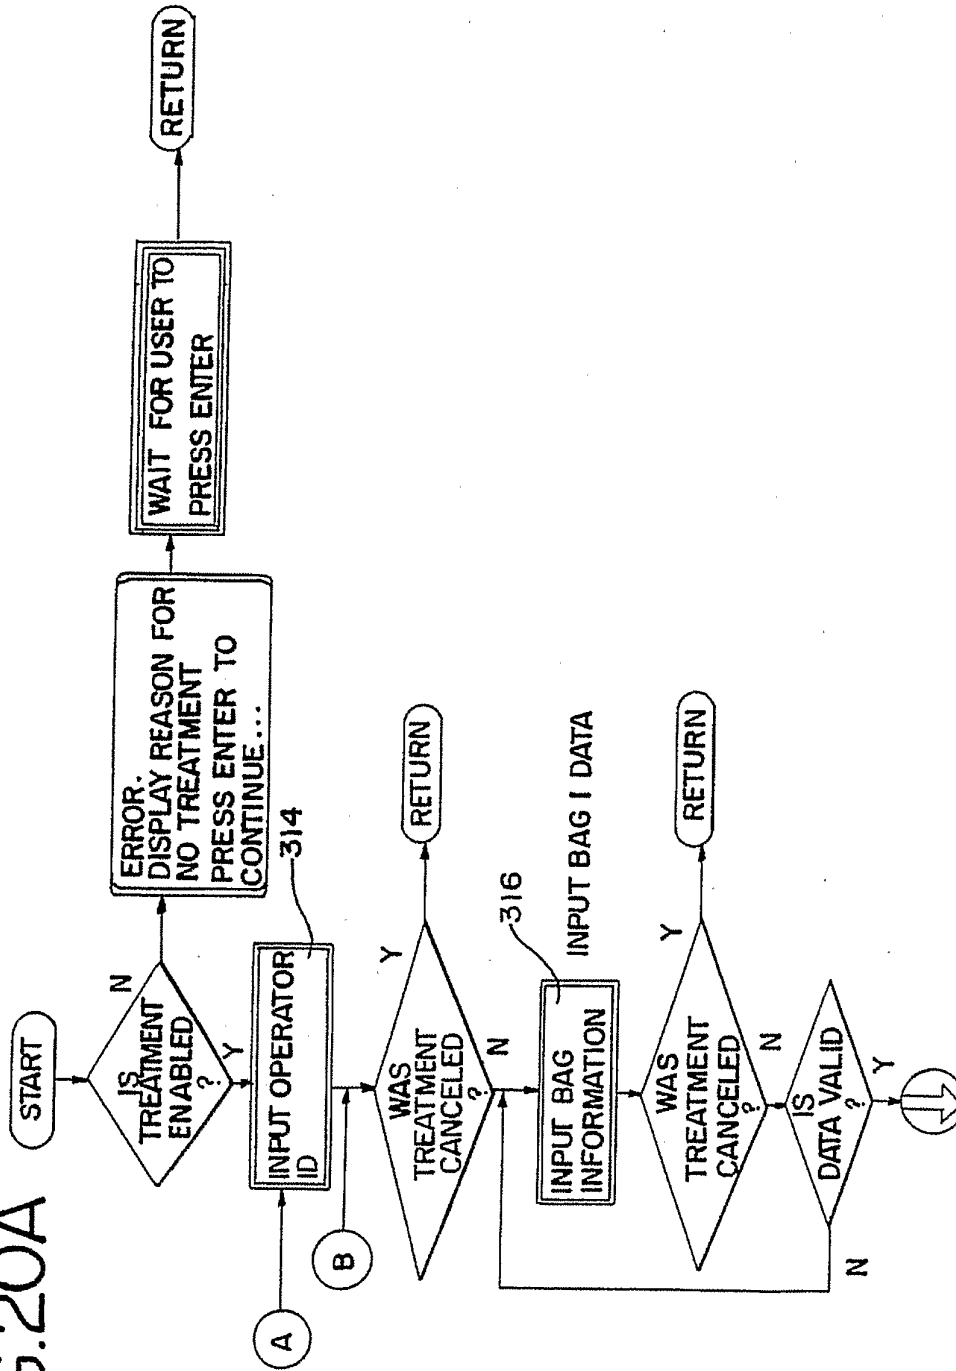 G.20A
START
IS
TREATMENT
ENABLED
?
N
Y
ERROR.
DISPLAY REASON FOR
NO TREATMENT
PRESS ENTER TO
CONTINUE...
WAIT FOR USER TO
PRESS ENTER
RETURN
A
INPUT OPERATOR
ID
314
B
WAS
TREATMENT
CANCELED
?
Y
RETURN
N
INPUT BAG
INFORMATION
316
INPUT BAG 1 DATA
WAS
TREATMENT
CANCELED
?
Y
RETURN
N
IS
DATA VALID
?
N
Y